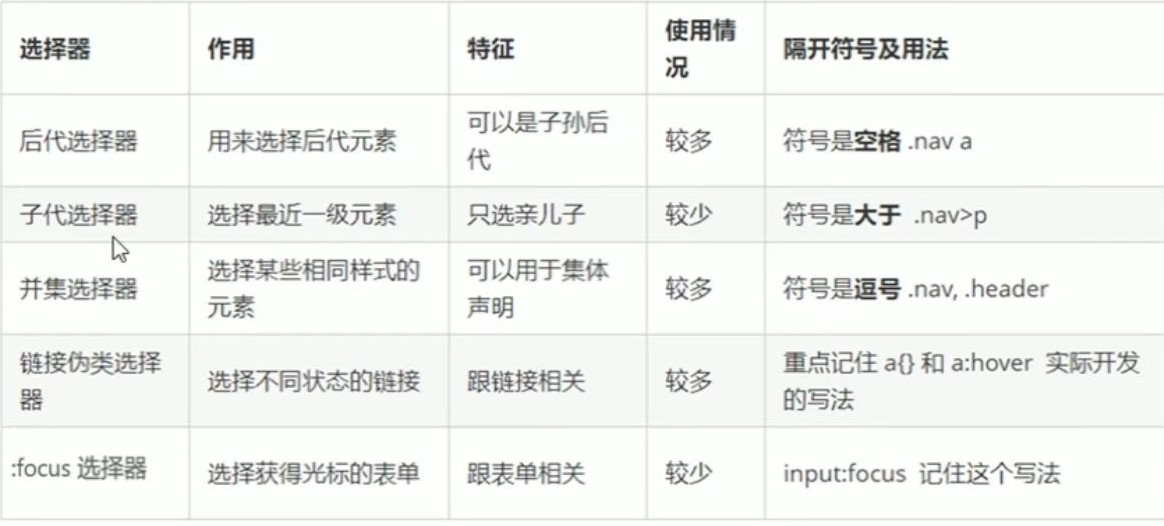 选择器 作用 特征 使用情况 隔开符号及用法
后代选择器 用来选择后代元素 可以是子孙后代 较多 符号是空格 .nav a
子代选择器 选择最近一级元素 只选亲儿子 较少 符号是大于 .nav>p
并集选择器 选择某些相同样式的元素 可以用于集体声明 较多 符号是逗号 .nav, .header
链接伪类选择器 选择不同状态的链接 跟链接相关 较多 重点记住 a{} 和 a:hover 实际开发的写法
:focus 选择器 选择获得光标的表单 跟表单相关 较少 input:focus 记住这个写法